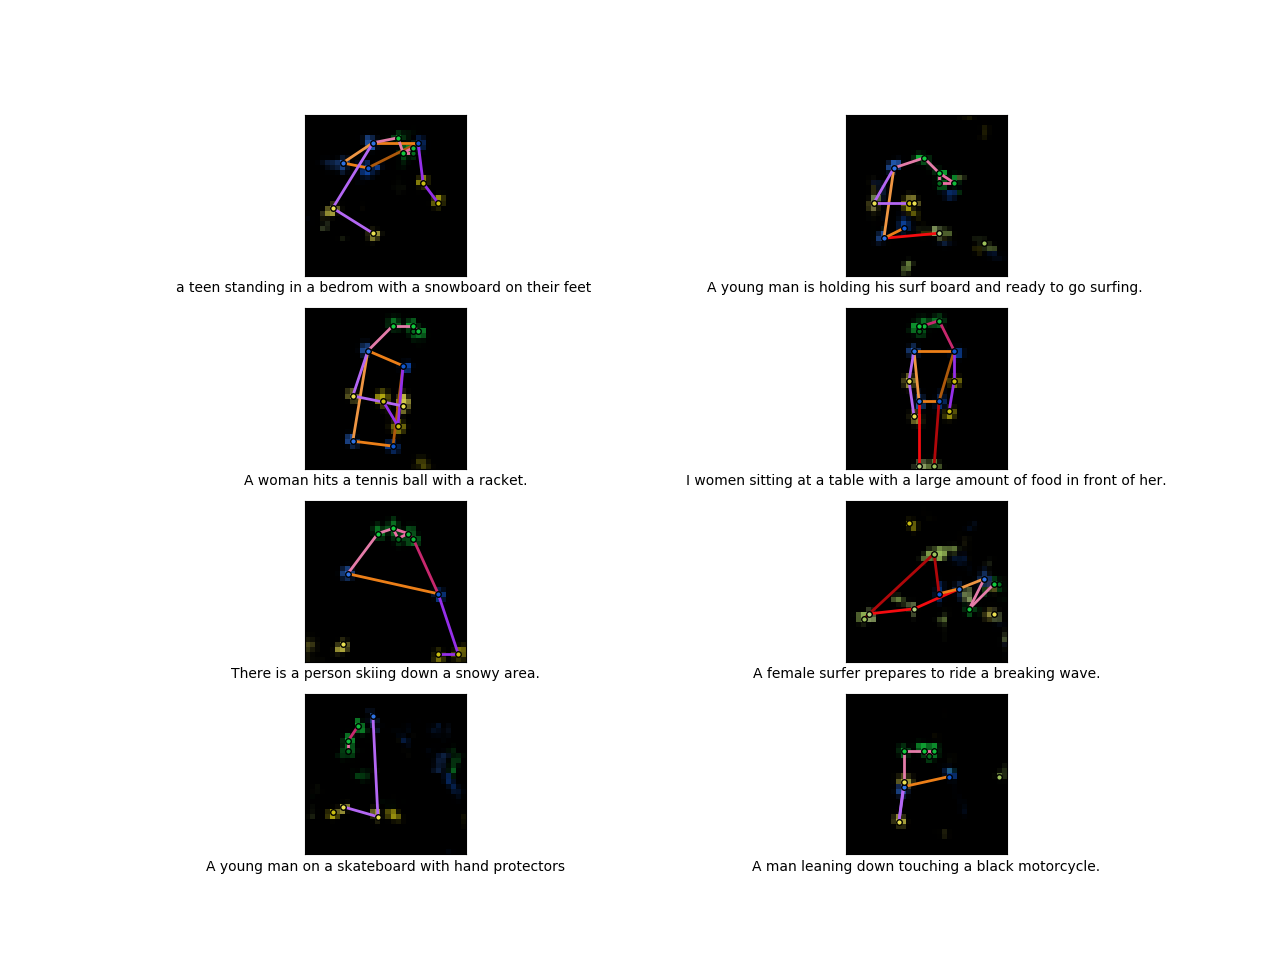 a teen standing in a bedrom with a snowboard on their feet
A young man is holding his surf board and ready to go surfing.
A woman hits a tennis ball with a racket.
I women sitting at a table with a large amount of food in front of her.
There is a person skiing down a snowy area.
A female surfer prepares to ride a breaking wave.
A young man on a skateboard with hand protectors
A man leaning down touching a black motorcycle.